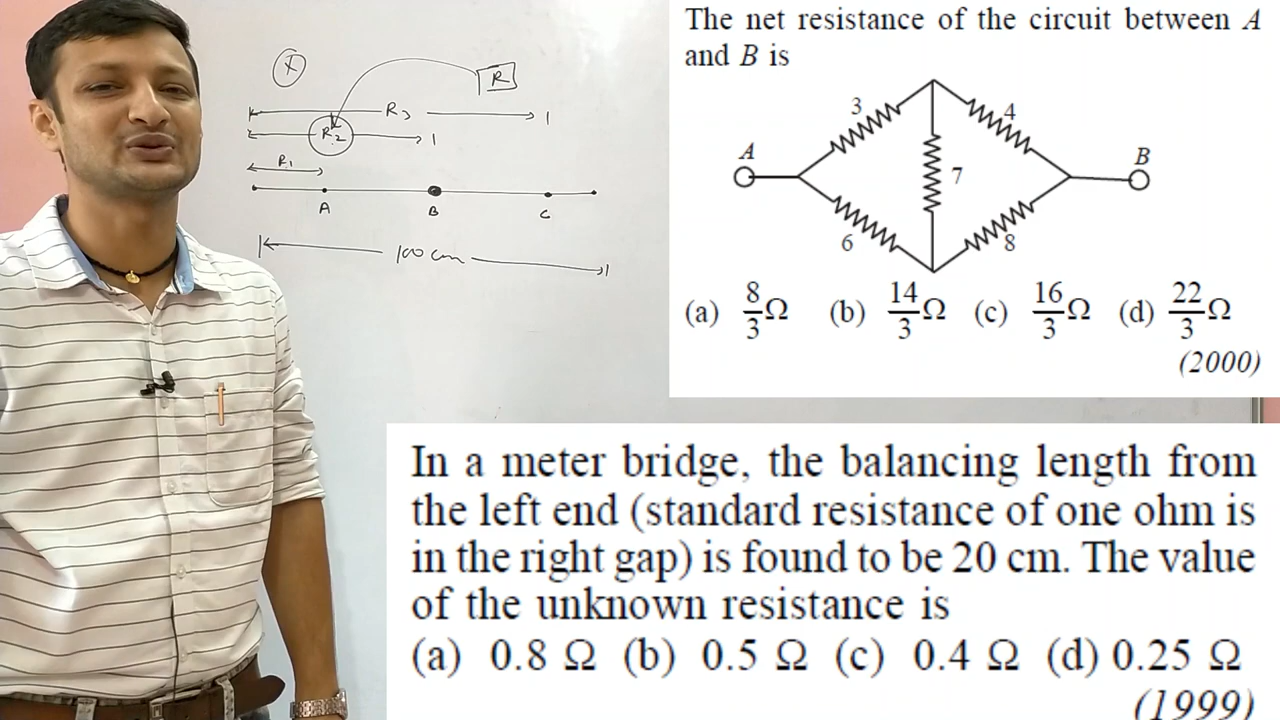 X
R
R3
1
R2
1
R1
A B C
100 cm
The net resistance of the circuit between A
and B is
3 4
A B
7
6 8
(a) 8/3 Ω (b) 14/3 Ω (c) 16/3 Ω (d) 22/3 Ω
(2000)
In a meter bridge, the balancing length from
the left end (standard resistance of one ohm is
in the right gap) is found to be 20 cm. The value
of the unknown resistance is
(a) 0.8 Ω (b) 0.5 Ω (c) 0.4 Ω (d) 0.25 Ω
(1999)